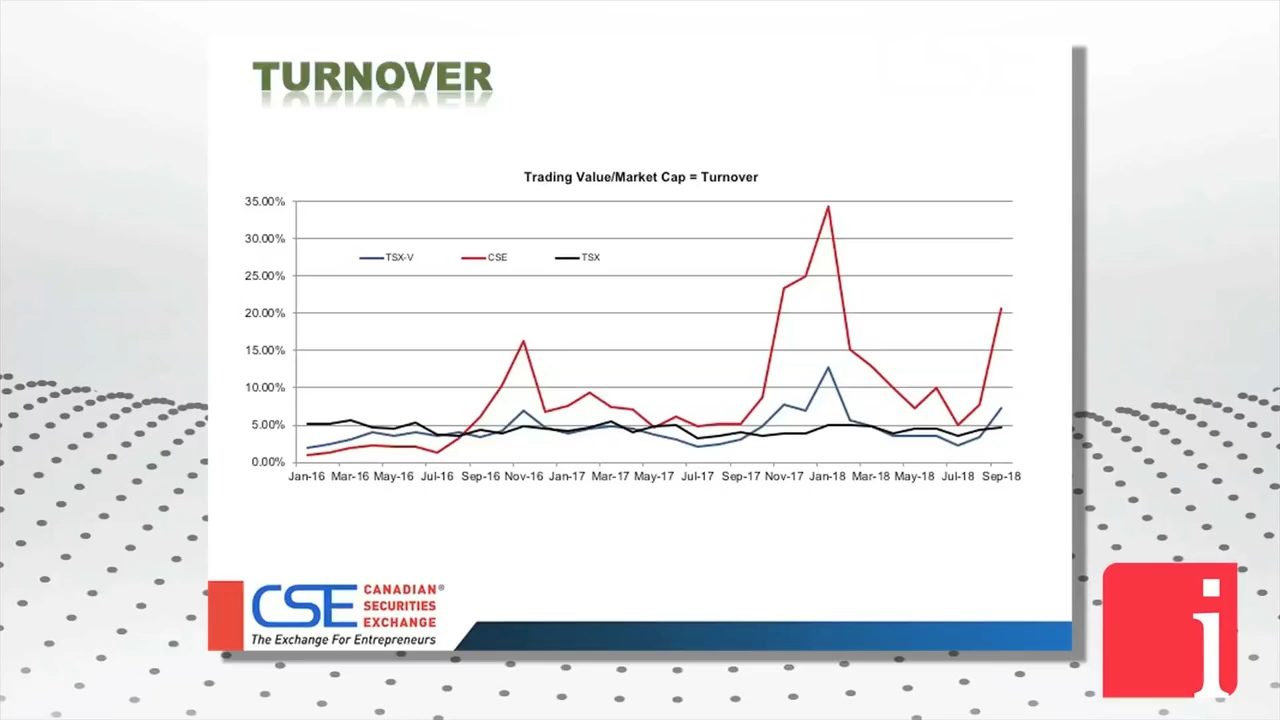 TURNOVER
Trading Value/Market Cap = Turnover
35.00%
30.00%
25.00%
20.00%
15.00%
10.00%
5.00%
0.00%
TSX-V CSE TSX
Jan-16 Mar-16 May-16 Jul-16 Sep-16 Nov-16 Jan-17 Mar-17 May-17 Jul-17 Sep-17 Nov-17 Jan-18 Mar-18 May-18 Jul-18 Sep-18
CSE
CANADIAN®
SECURITIES
EXCHANGE
The Exchange For Entrepreneurs
i